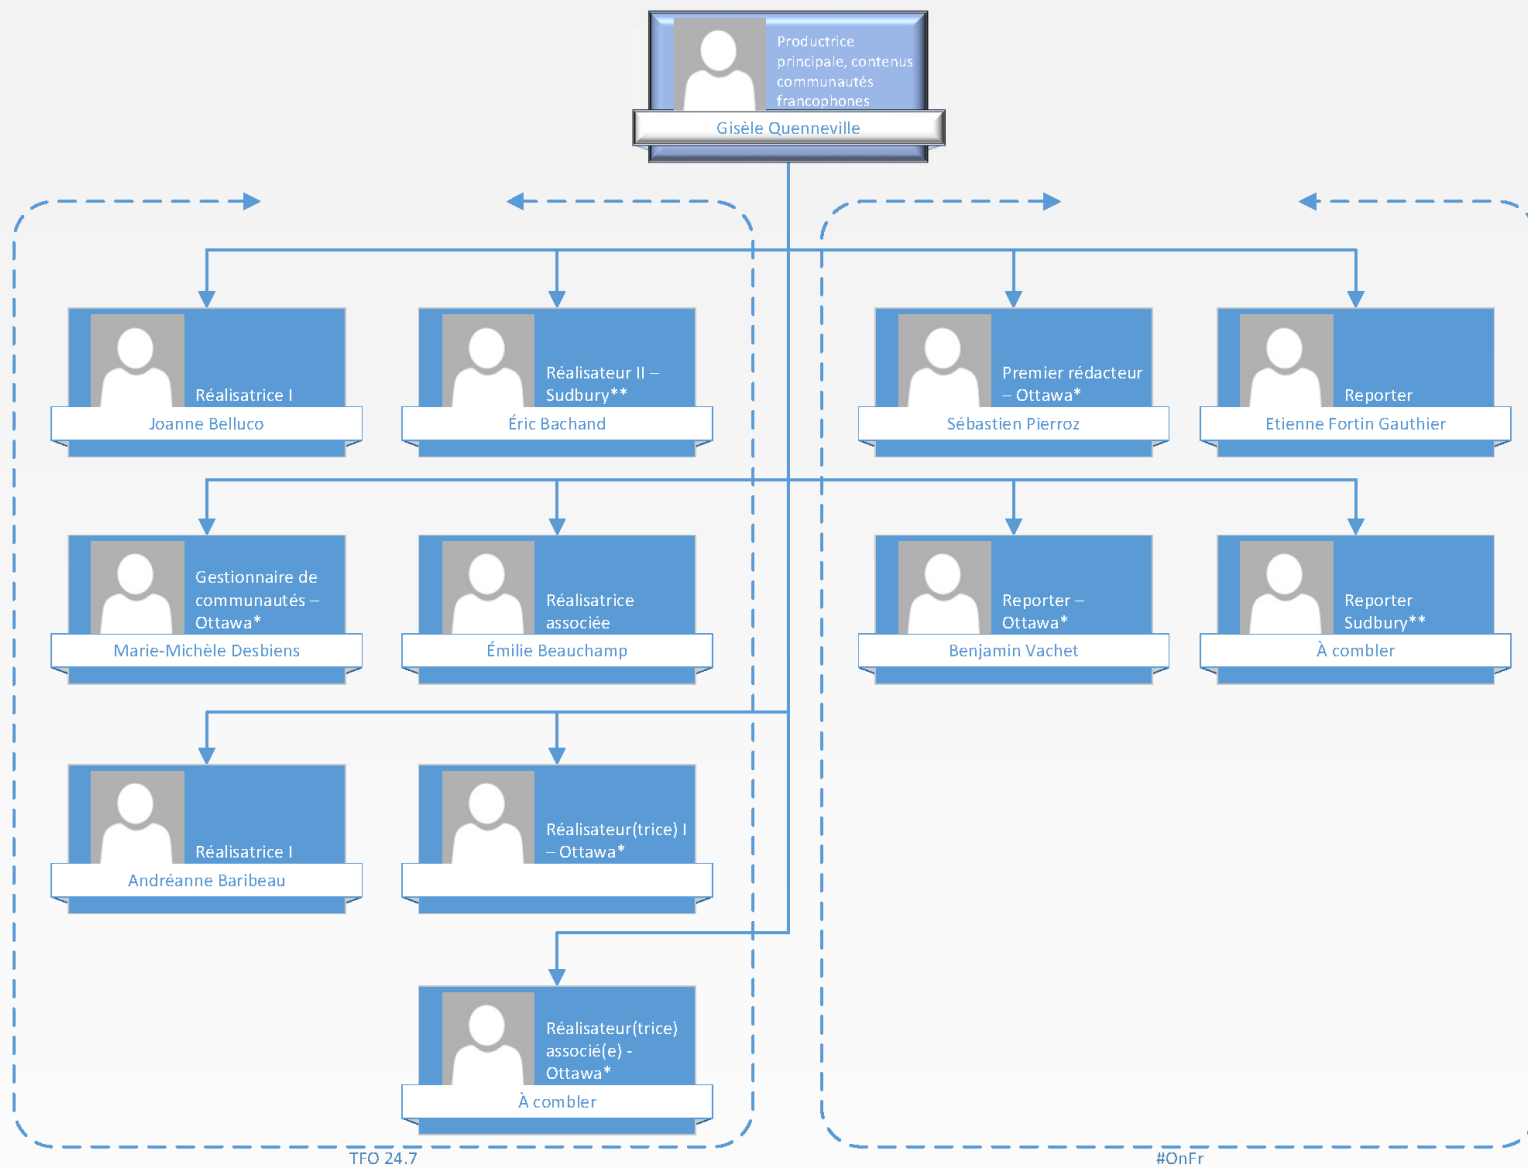 Productrice
principale, contenus
communautés
francophones
Gisèle Quenneville
Réalisatrice I
Joanne Belluco
Réalisateur II –
Sudbury**
Éric Bachand
Premier rédacteur
– Ottawa*
Sébastien Pierroz
Reporter
Etienne Fortin Gauthier
Gestionnaire de
communautés –
Ottawa*
Marie-Michèle Desbiens
Réalisatrice
associée
Émilie Beauchamp
Reporter –
Ottawa*
Benjamin Vachet
Reporter
Sudbury**
À combler
Réalisatrice I
Andréanne Baribeau
Réalisateur(trice) I
– Ottawa*
Réalisateur(trice)
associé(e) -
Ottawa*
À combler
TFO 24.7
#OnFr